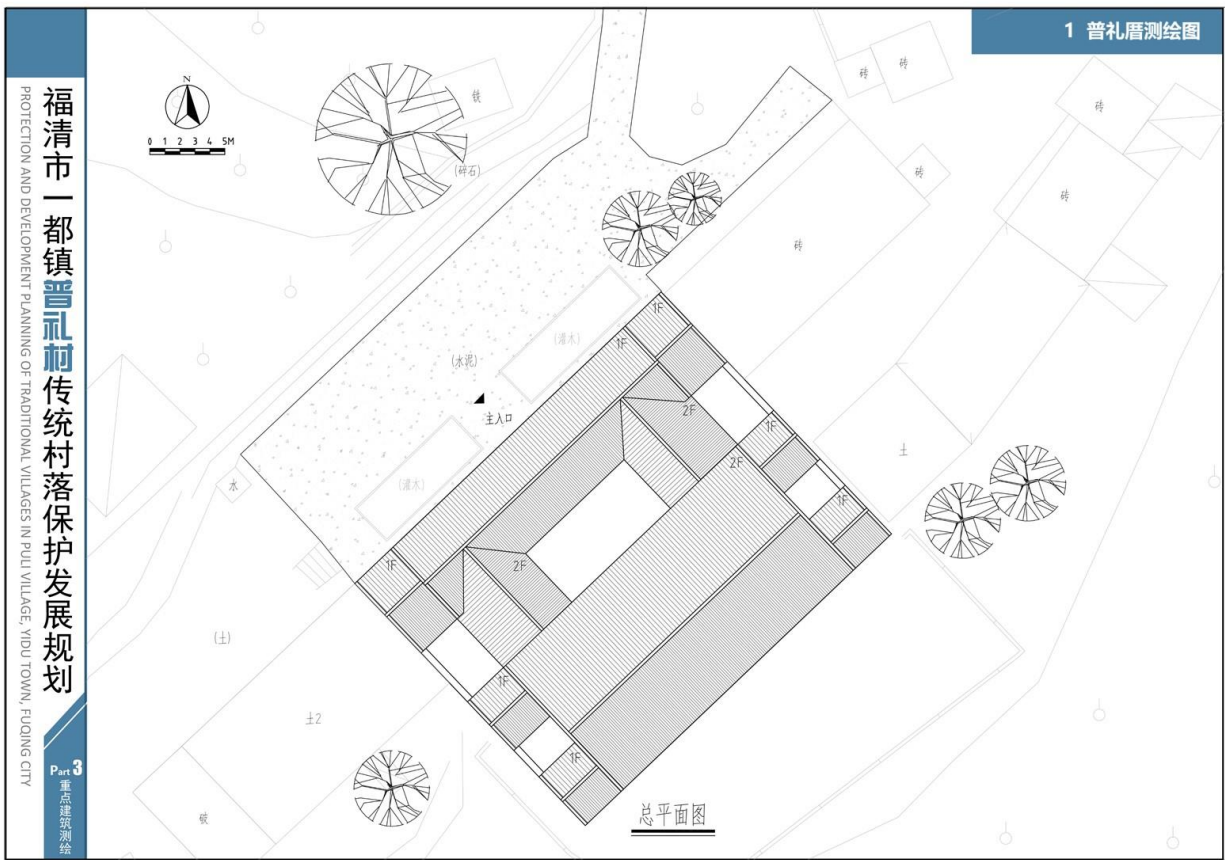 1 普礼厝测绘图
福清市一都镇普礼村传统村落保护发展规划
PROTECTION AND DEVELOPMENT PLANNING OF TRADITIONAL VILLAGES IN PULI VILLAGE, YIDU TOWN, FUQING CITY
Part 3
重点建筑测绘
N
0 1 2 3 4 5M
铁
(碎石)
砖
砖
砖
砖
砖
砖
1F
(灌木)
1F
(水泥)
主入口
2F
1F
2F
土
(灌木)
水
1F
1F
2F
(土)
1F
土2
1F
破
总平面图